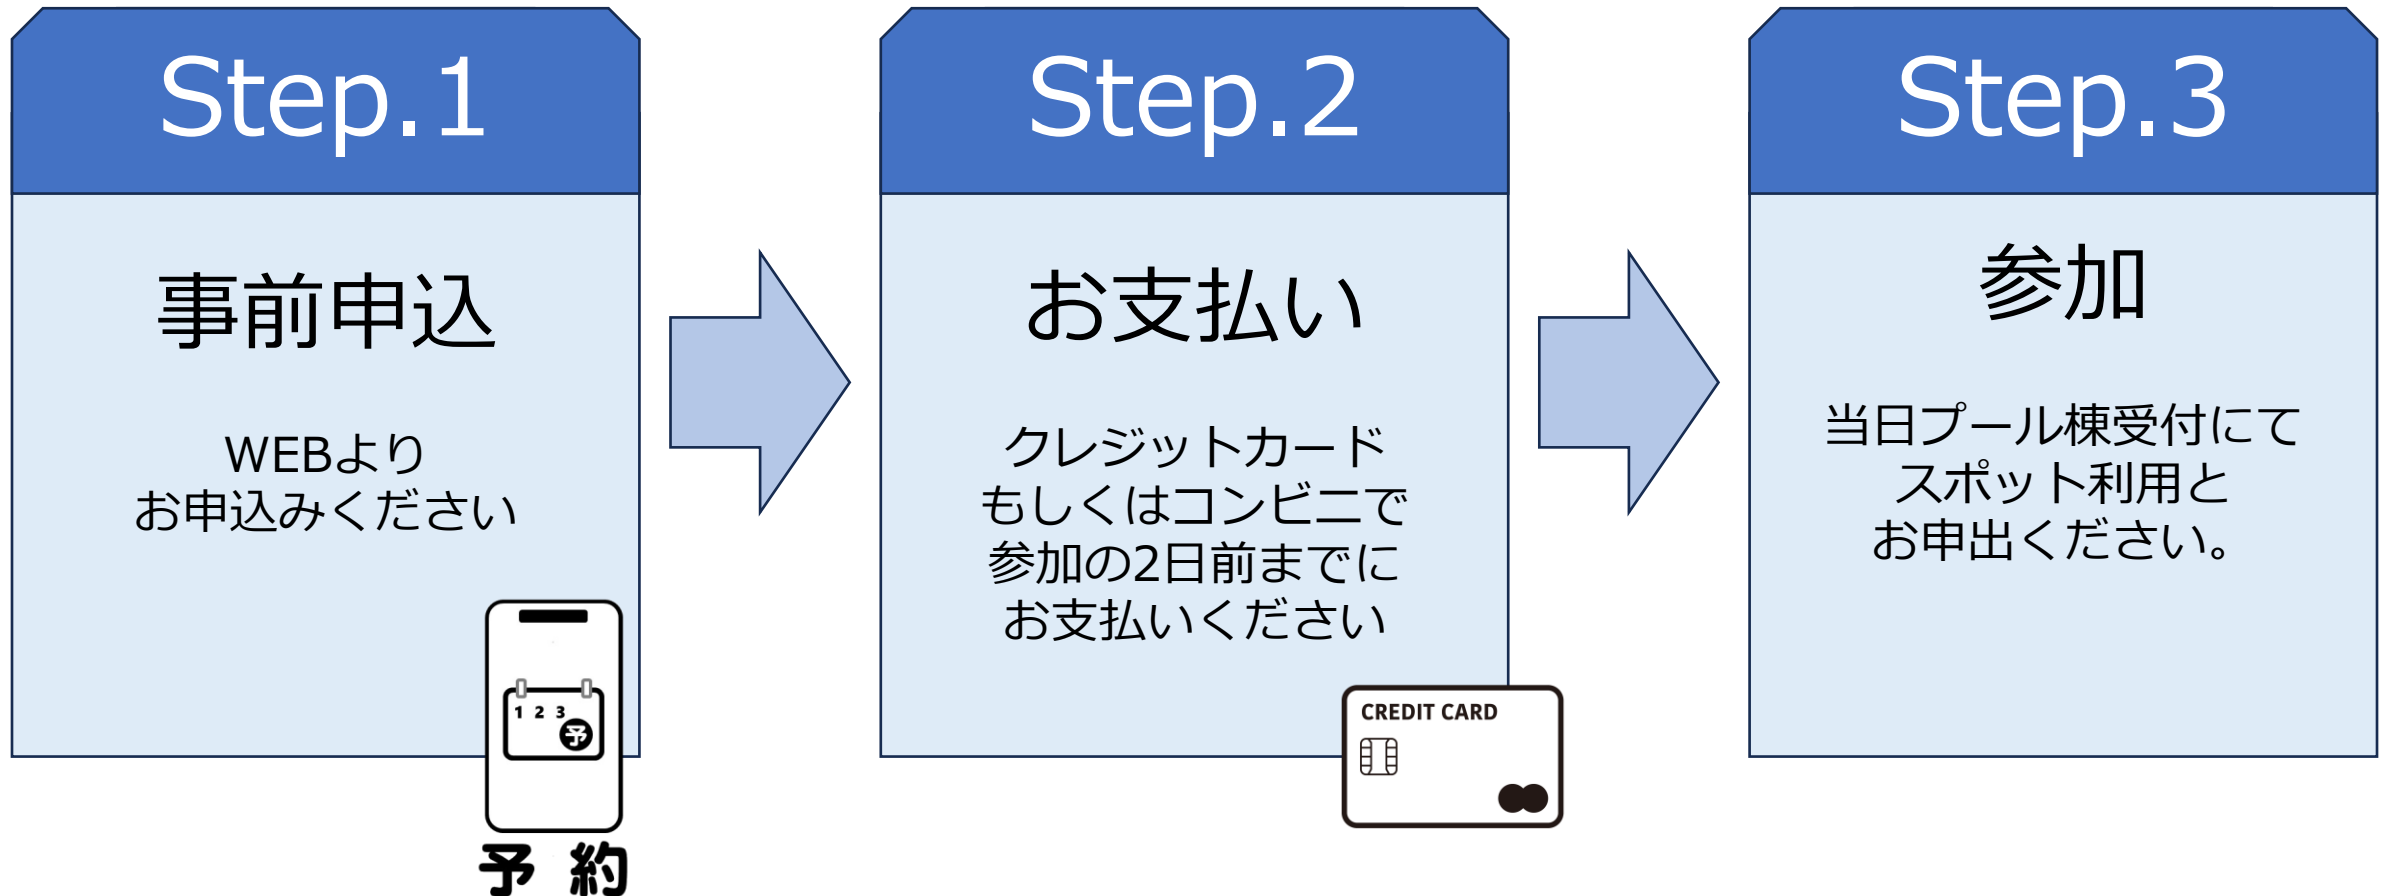 Step.1
事前申込
WEBより
お申込みください
1 2 3
予
予約
Step.2
お支払い
クレジットカード
もしくはコンビニで
参加の2日前までに
お支払いください
CREDIT CARD
Step.3
参加
当日プール棟受付にて
スポット利用と
お申出ください。